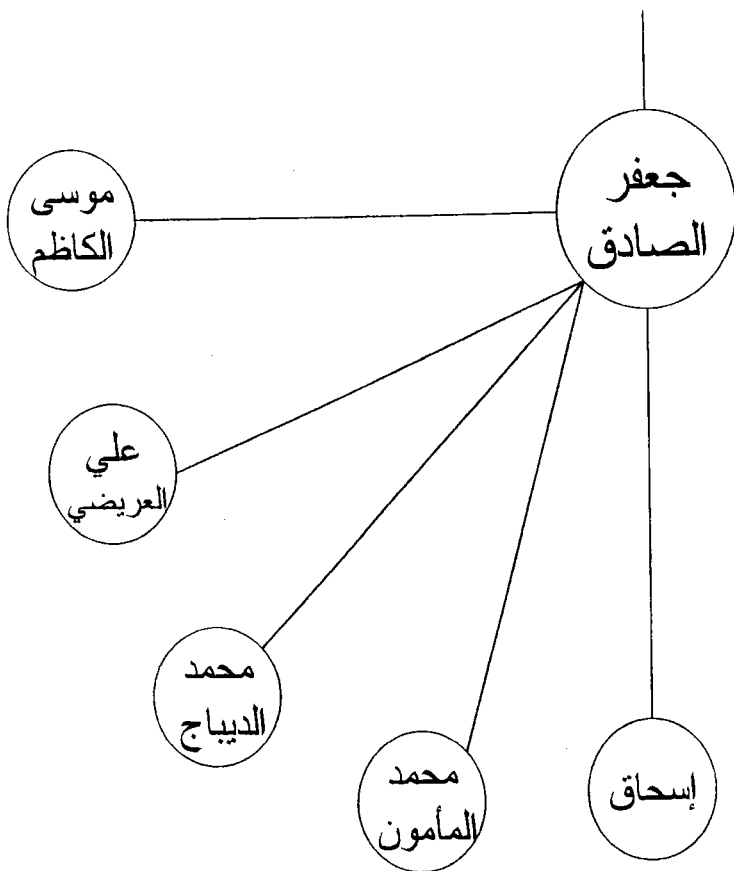 جعفر
الصادق
موسى
الكاظم
علي
العريضي
محمد
الديباج
محمد
المأمون
إسحاق